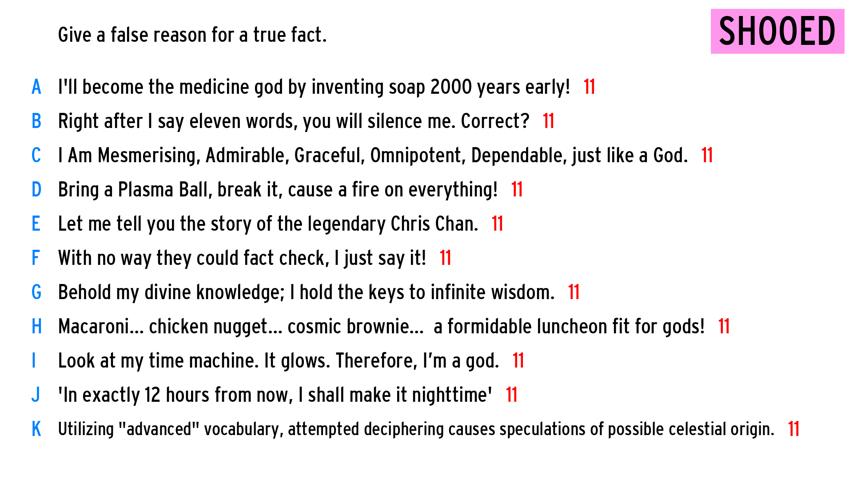 Give a false reason for a true fact.
SHOOED
A I'll become the medicine god by inventing soap 2000 years early! 11
B Right after I say eleven words, you will silence me. Correct? 11
C I Am Mesmerising, Admirable, Graceful, Omnipotent, Dependable, just like a God. 11
D Bring a Plasma Ball, break it, cause a fire on everything! 11
E Let me tell you the story of the legendary Chris Chan. 11
F With no way they could fact check, I just say it! 11
G Behold my divine knowledge; I hold the keys to infinite wisdom. 11
H Macaroni... chicken nugget... cosmic brownie... a formidable luncheon fit for gods! 11
I Look at my time machine. It glows. Therefore, I’m a god. 11
J 'In exactly 12 hours from now, I shall make it nighttime' 11
K Utilizing "advanced" vocabulary, attempted deciphering causes speculations of possible celestial origin. 11